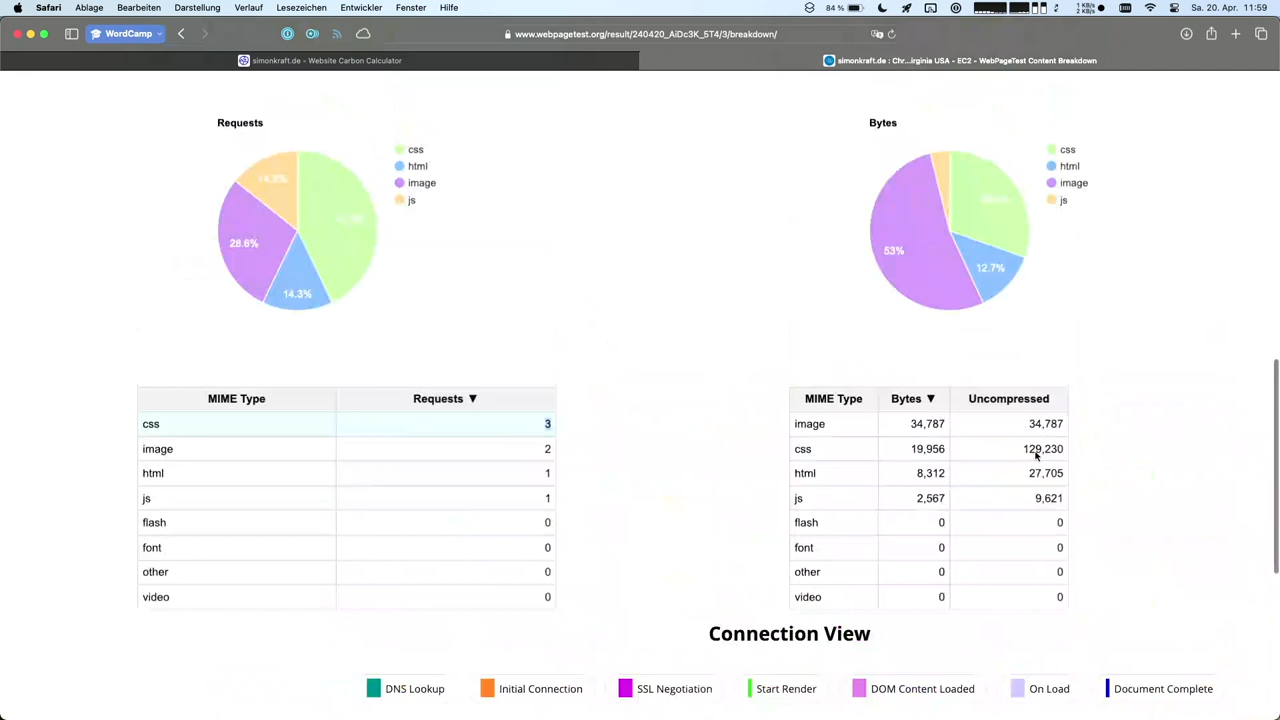 Safari Ablage Bearbeiten Darstellung Verlauf Lesezeichen Entwickler Fenster Hilfe 84 % 1 KB/s 2 KB/s Sa. 20. Apr. 11:59
WordCamp www.webpagetest.org/result/240420_AiDc3K_5T4/3/breakdown/
simonkraft.de - Website Carbon Calculator
simonkraft.de : Chr...irginia USA - EC2 - WebPageTest Content Breakdown
Requests
css
html
image
js
28.6%
14.3%
Bytes
css
html
image
js
53%
12.7%
MIME Type Requests ▼
css 3
image 2
html 1
js 1
flash 0
font 0
other 0
video 0
MIME Type Bytes ▼ Uncompressed
image 34,787 34,787
css 19,956 129,230
html 8,312 27,705
js 2,567 9,621
flash 0 0
font 0 0
other 0 0
video 0 0
Connection View
DNS Lookup Initial Connection SSL Negotiation Start Render DOM Content Loaded On Load Document Complete